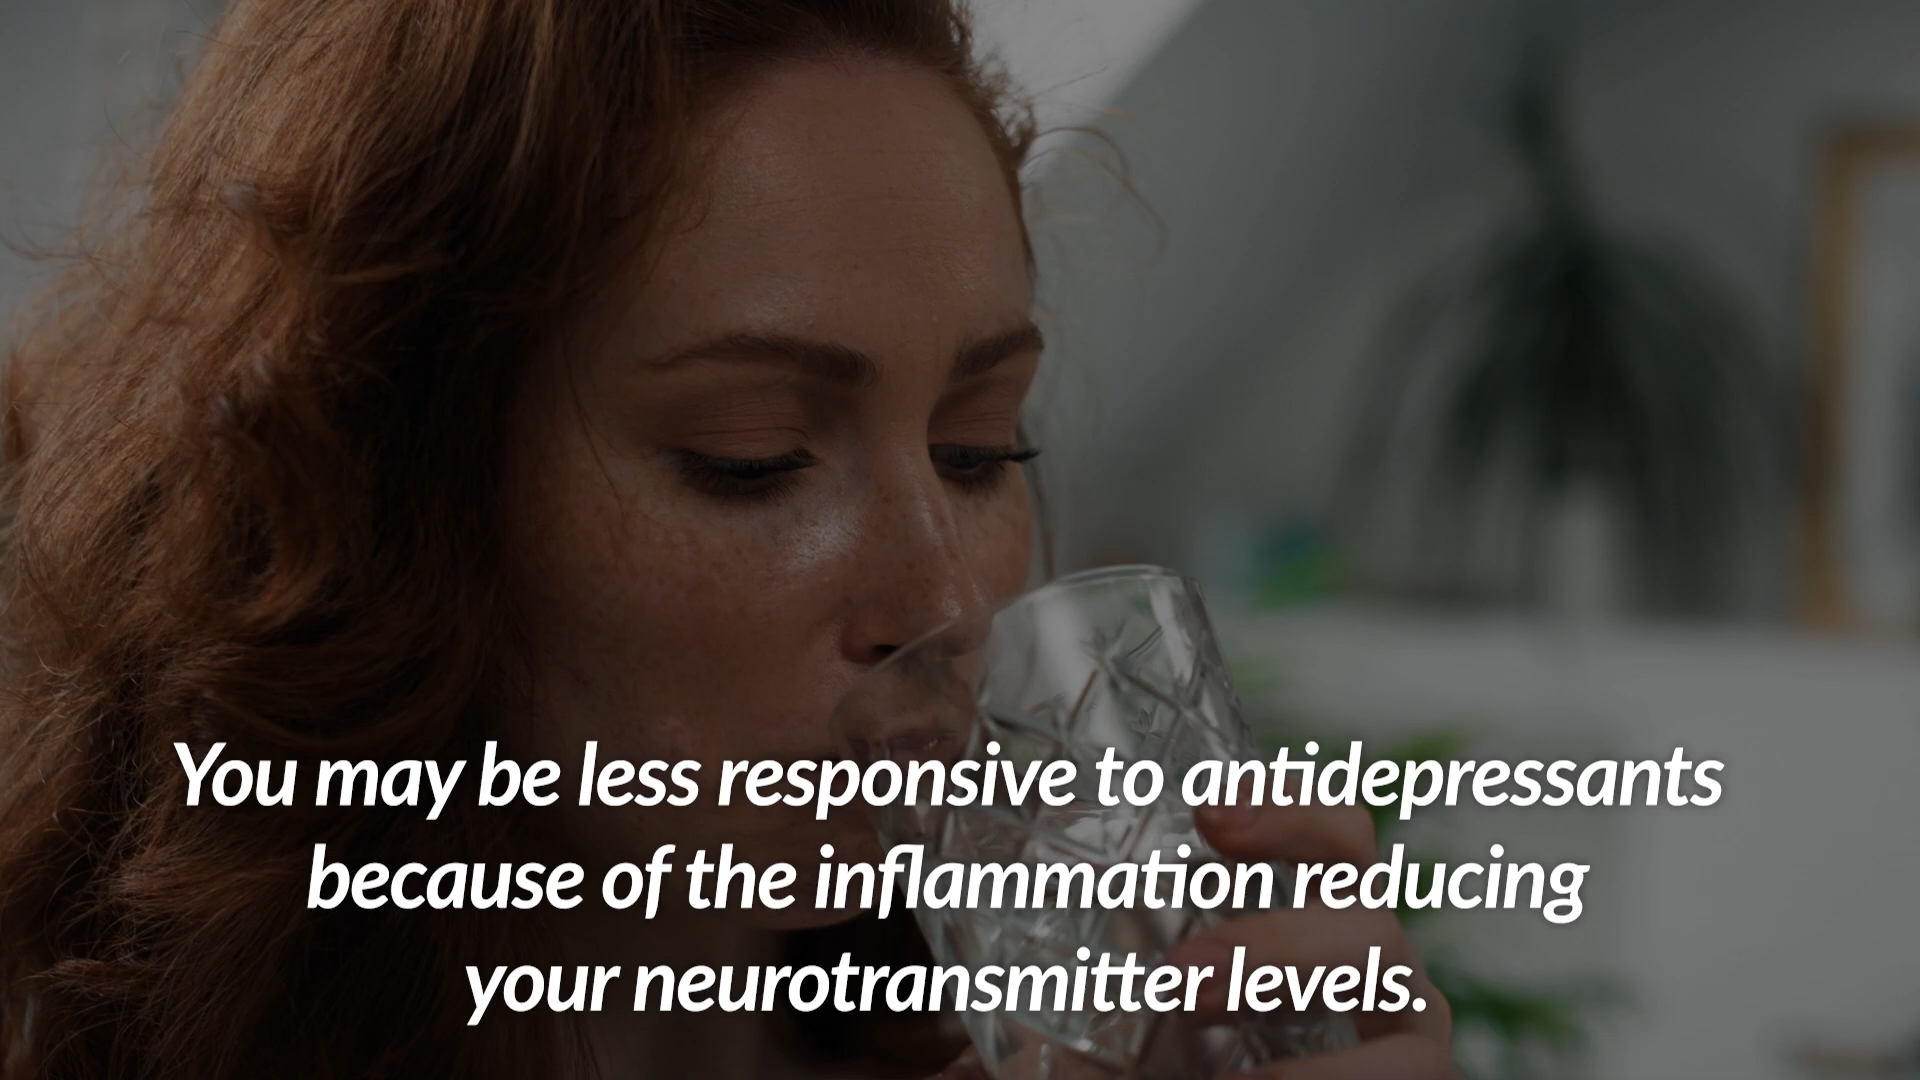 You may be less responsive to antidepressants
because of the inflammation reducing
your neurotransmitter levels.